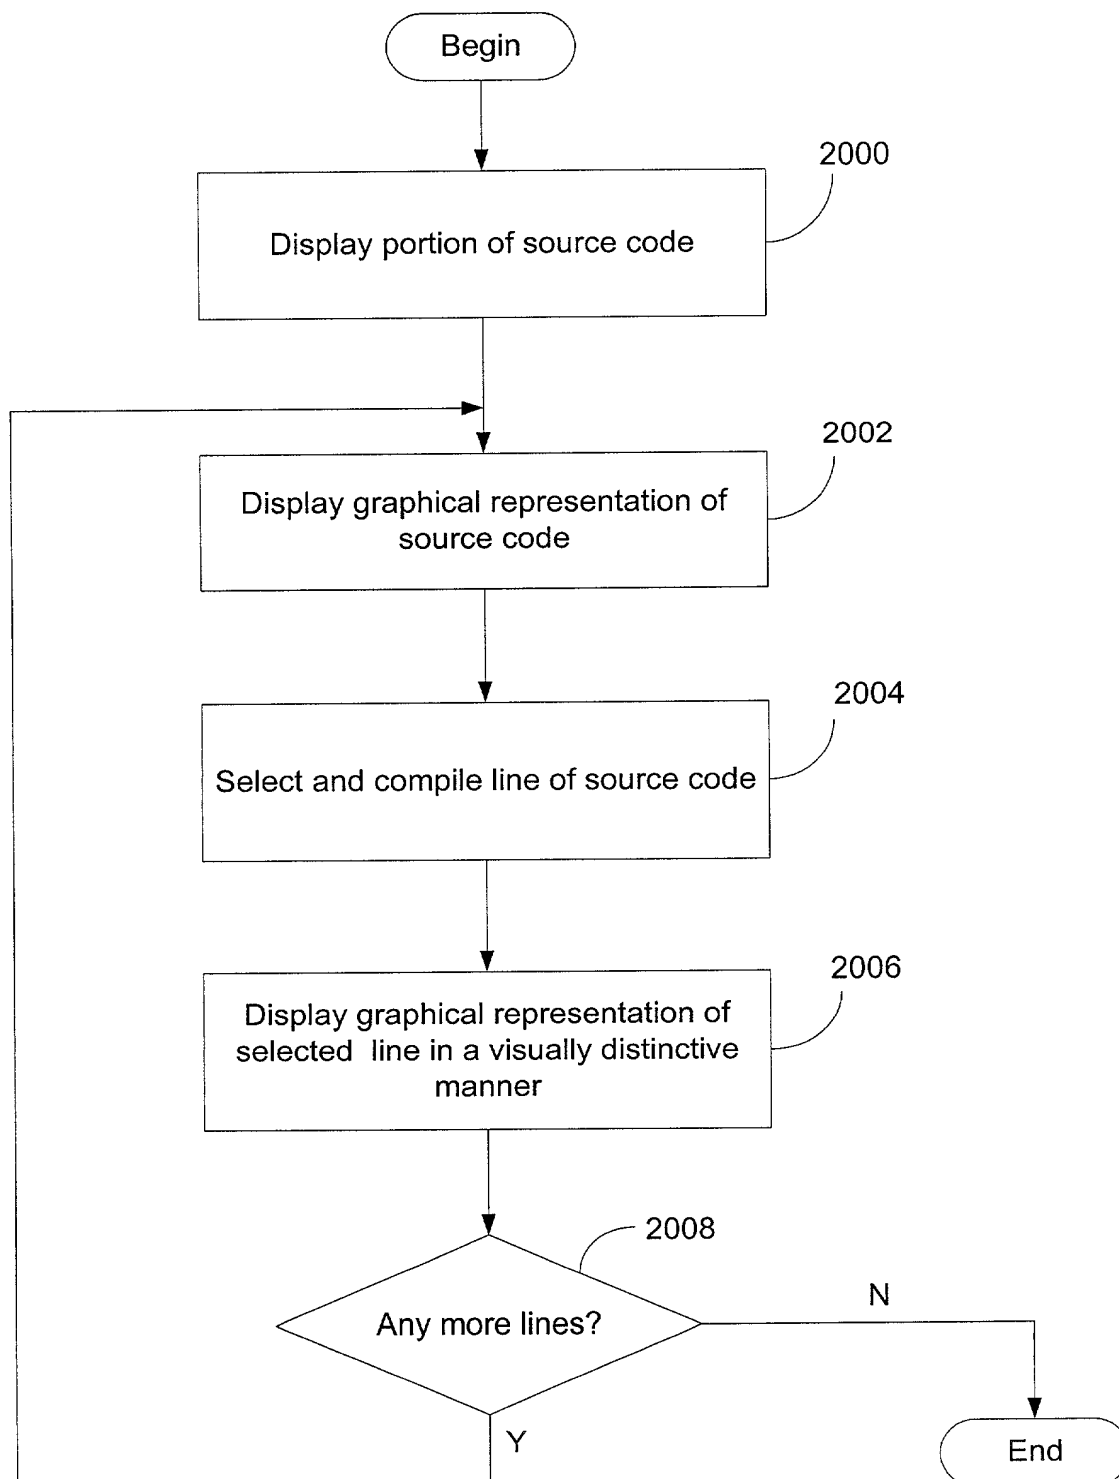 Begin
2000
Display portion of source code
2002
Display graphical representation of
source code
2004
Select and compile line of source code
2006
Display graphical representation of
selected line in a visually distinctive
manner
2008
Any more lines?
N
Y
End